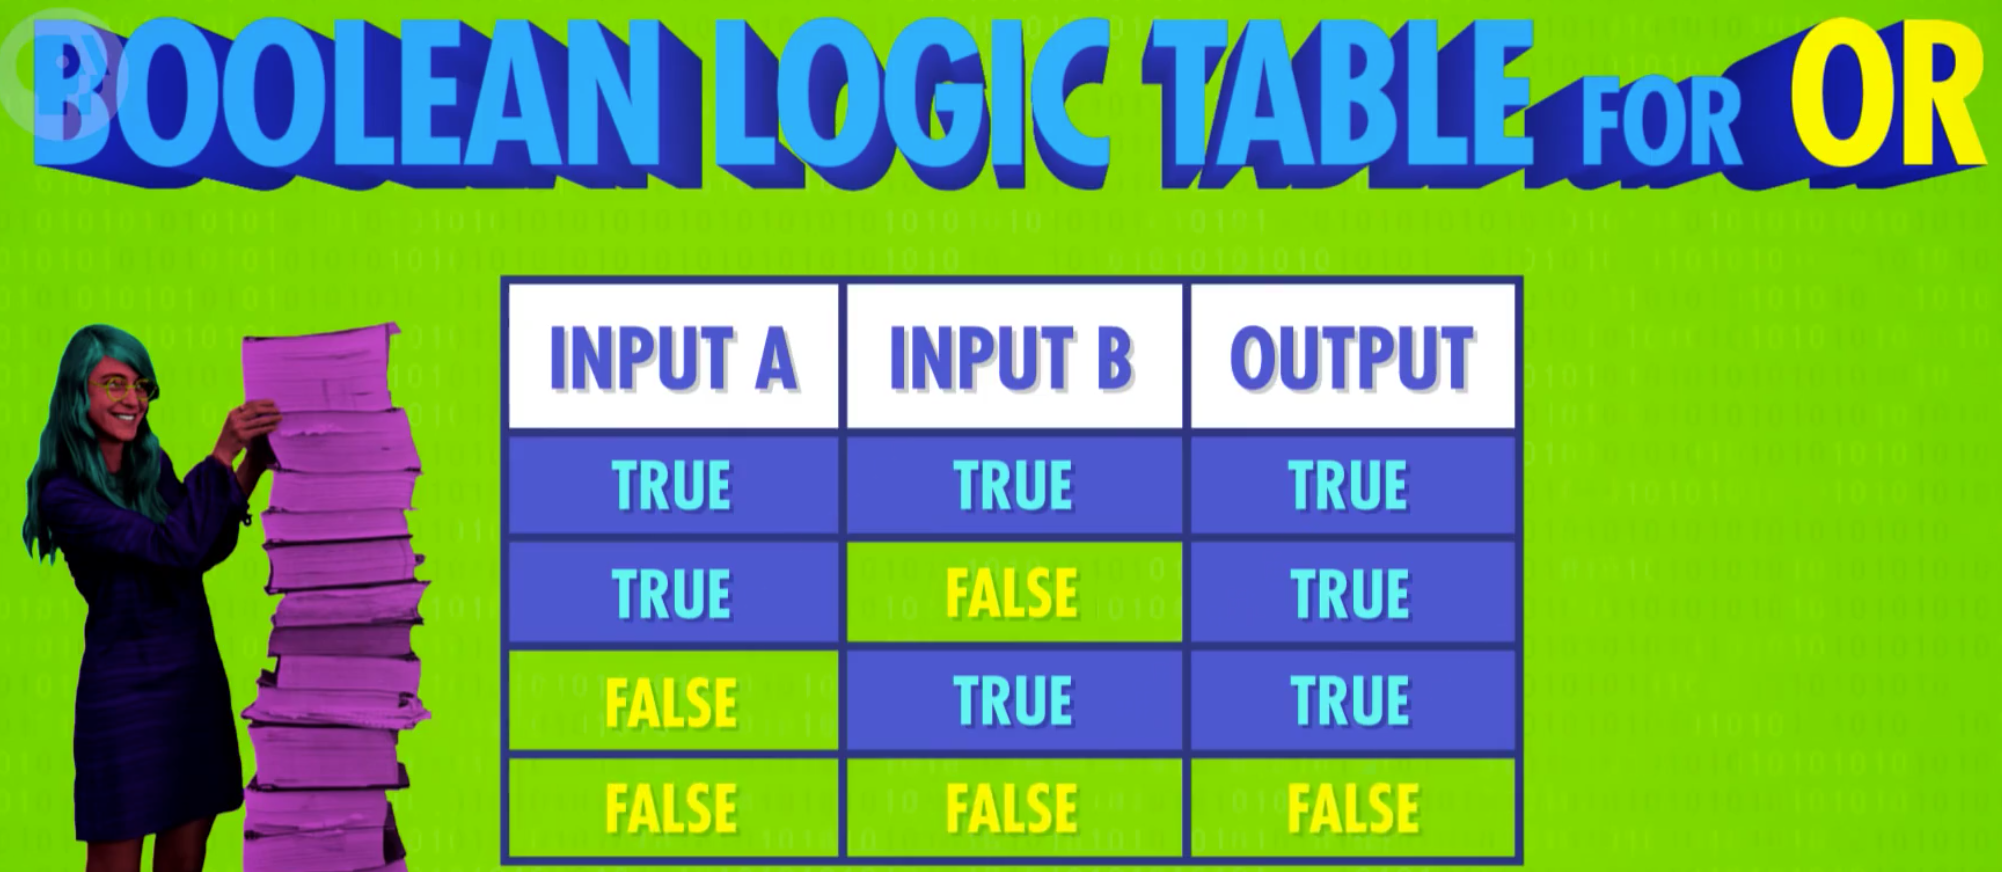 BOOLEAN LOGIC TABLE FOR OR
INPUT A INPUT B OUTPUT
TRUE TRUE TRUE
TRUE FALSE TRUE
FALSE TRUE TRUE
FALSE FALSE FALSE